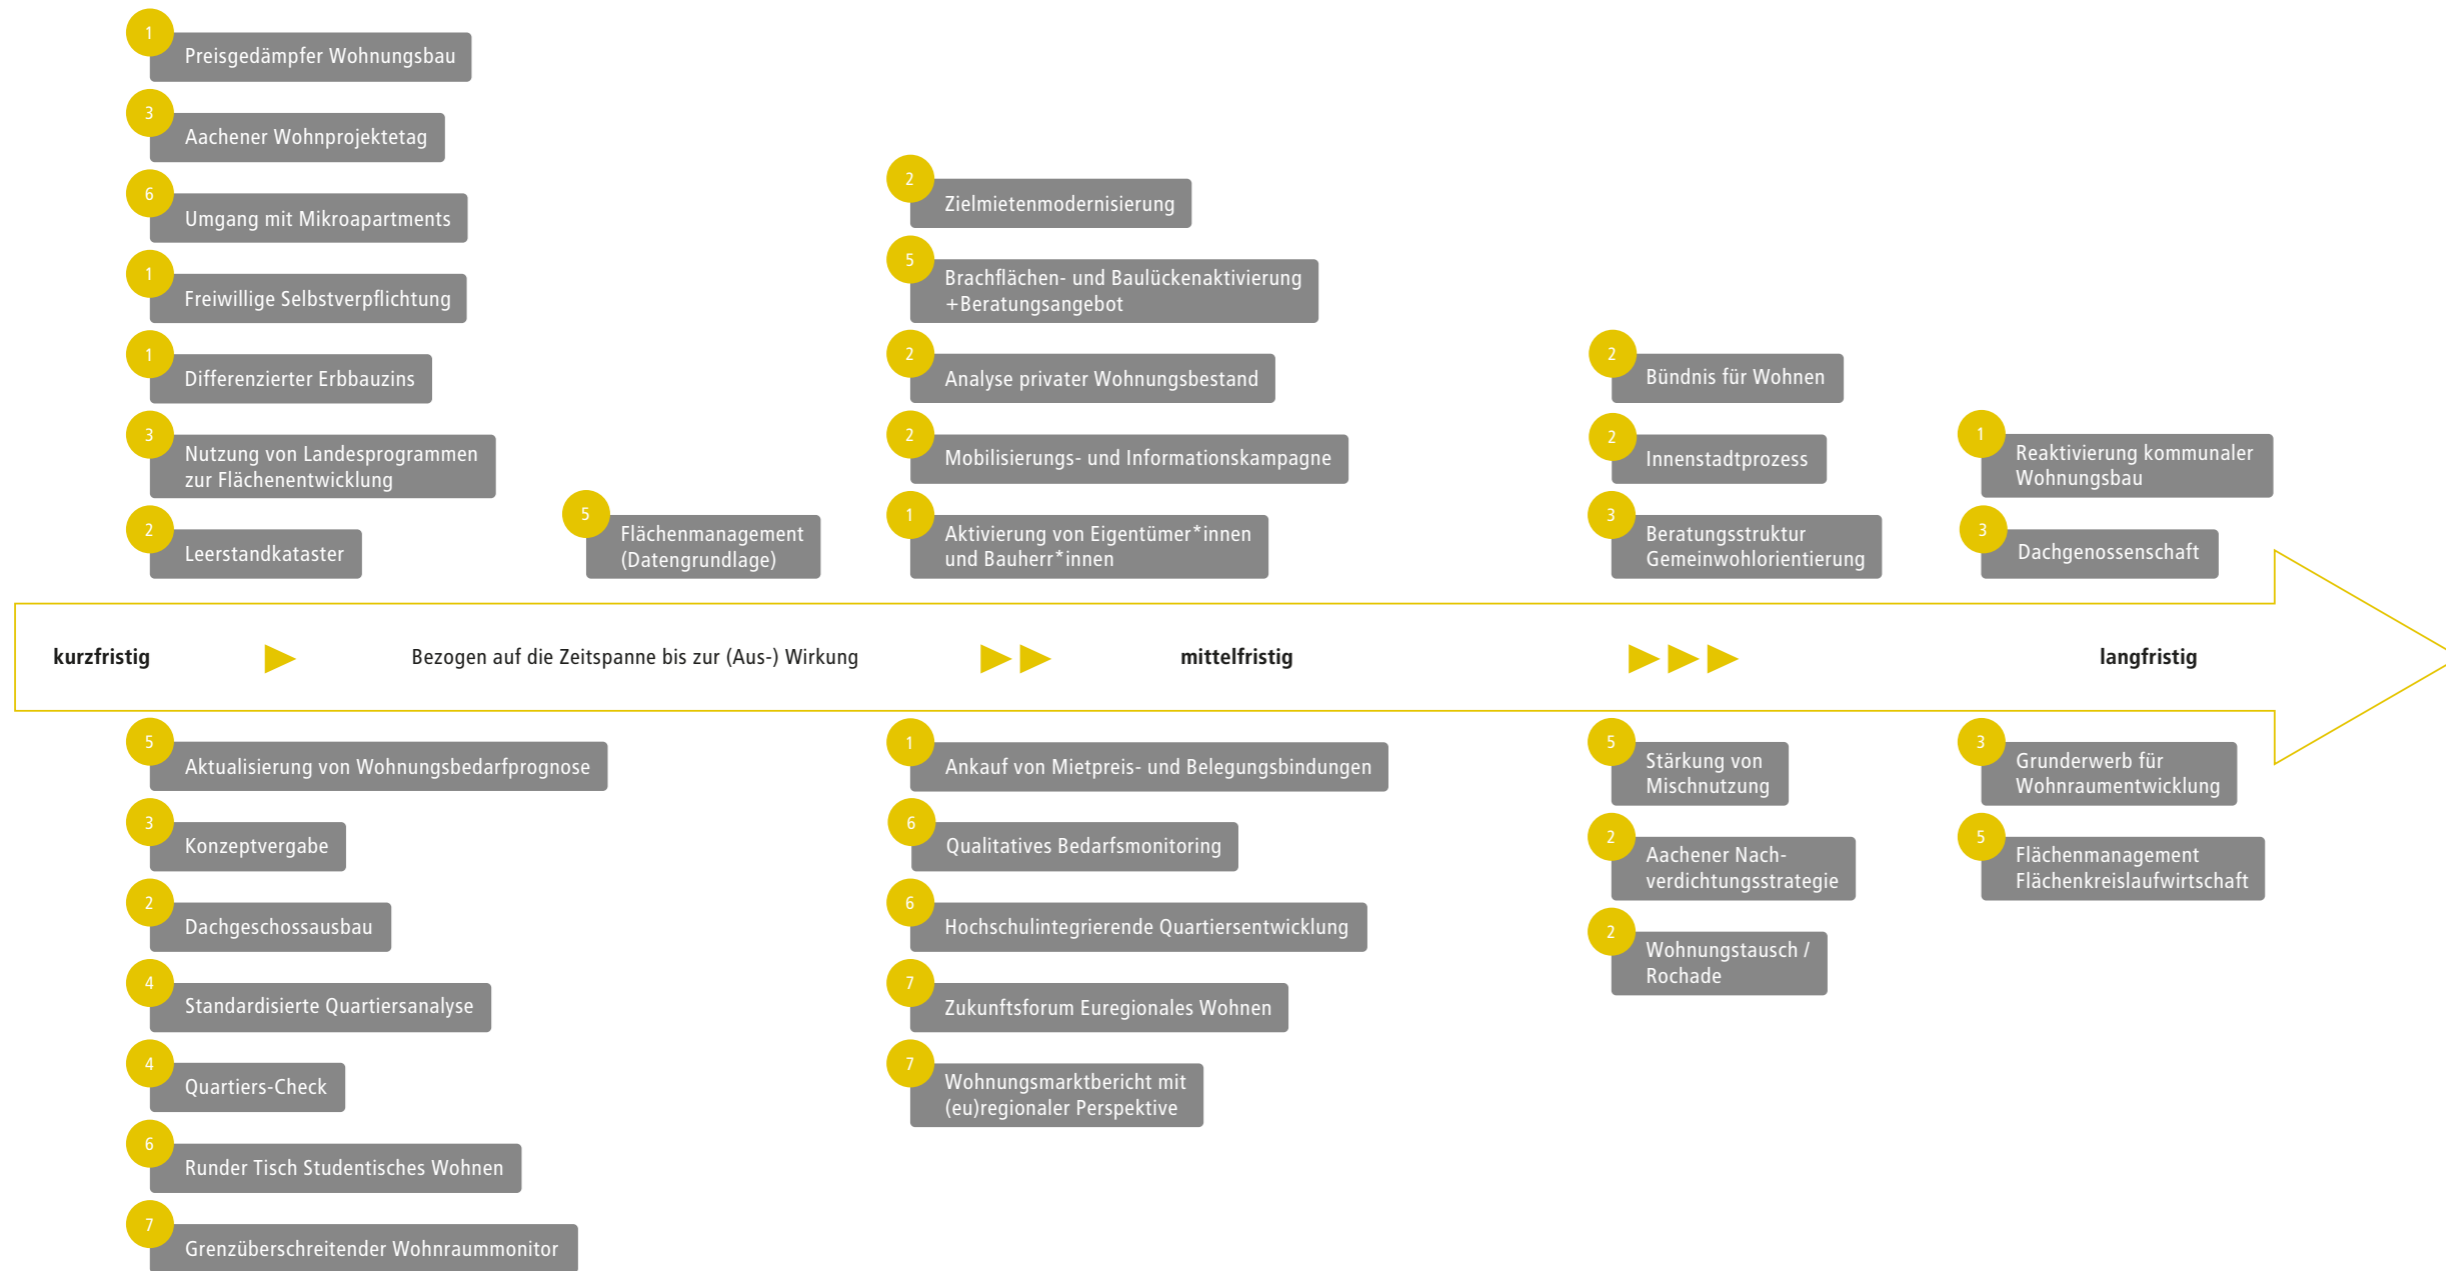 1
Preisgedämpfer Wohnungsbau
3
Aachener Wohnprojektetag
6
Umgang mit Mikroapartments
1
Freiwillige Selbstverpflichtung
1
Differenzierter Erbbauzins
3
Nutzung von Landesprogrammen
zur Flächenentwicklung
2
Leerstandkataster
5
Flächenmanagement
(Datengrundlage)
2
Zielmietenmodernisierung
5
Brachflächen- und Baulückenaktivierung
+Beratungsangebot
2
Analyse privater Wohnungsbestand
2
Mobilisierungs- und Informationskampagne
1
Aktivierung von Eigentümer*innen
und Bauherr*innen
2
Bündnis für Wohnen
2
Innenstadtprozess
3
Beratungsstruktur
Gemeinwohlorientierung
1
Reaktivierung kommunaler
Wohnungsbau
3
Dachgenossenschaft
kurzfristig
Bezogen auf die Zeitspanne bis zur (Aus-) Wirkung
mittelfristig
langfristig
5
Aktualisierung von Wohnungsbedarfprognose
3
Konzeptvergabe
2
Dachgeschossausbau
4
Standardisierte Quartiersanalyse
4
Quartiers-Check
6
Runder Tisch Studentisches Wohnen
7
Grenzüberschreitender Wohnraummonitor
1
Ankauf von Mietpreis- und Belegungsbindungen
6
Qualitatives Bedarfsmonitoring
6
Hochschulintegrierende Quartiersentwicklung
7
Zukunftsforum Euregionales Wohnen
7
Wohnungsmarktbericht mit
(eu)regionaler Perspektive
5
Stärkung von
Mischnutzung
2
Aachener Nach-
verdichtungsstrategie
2
Wohnungstausch /
Rochade
3
Grunderwerb für
Wohnraumentwicklung
5
Flächenmanagement
Flächenkreislaufwirtschaft